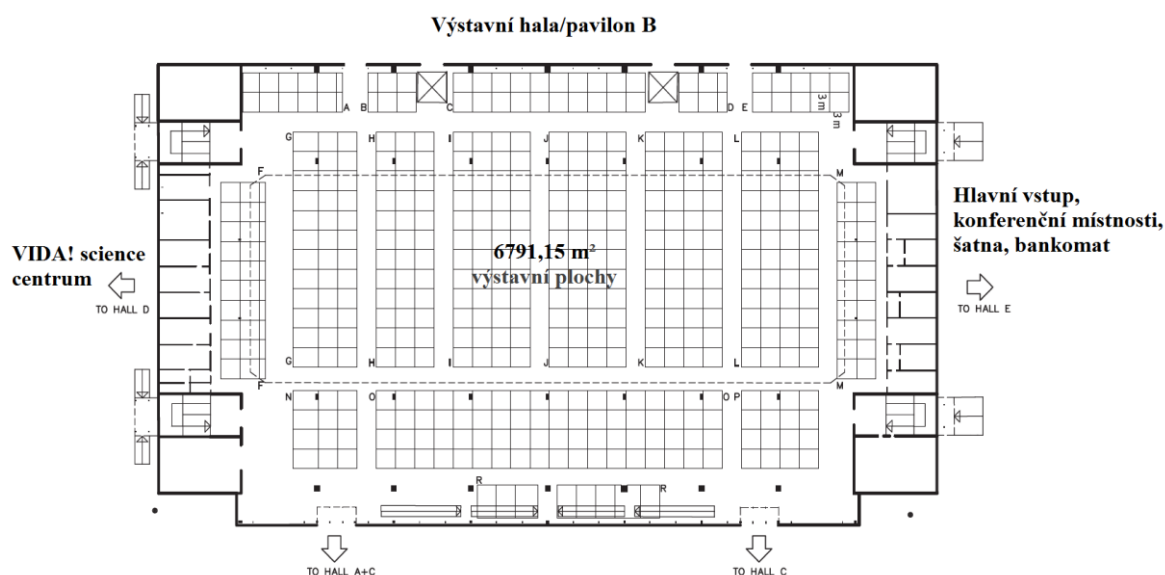 Výstavní hala/pavilon B
A B C D E
3 m
3 m
G H I J K L
F M
VIDA! science
centrum
TO HALL D
6791,15 m²
výstavní plochy
Hlavní vstup,
konferenční místnosti,
šatna, bankomat
TO HALL E
G H I J K L
F M
N O O P
R R
TO HALL A+C
TO HALL C